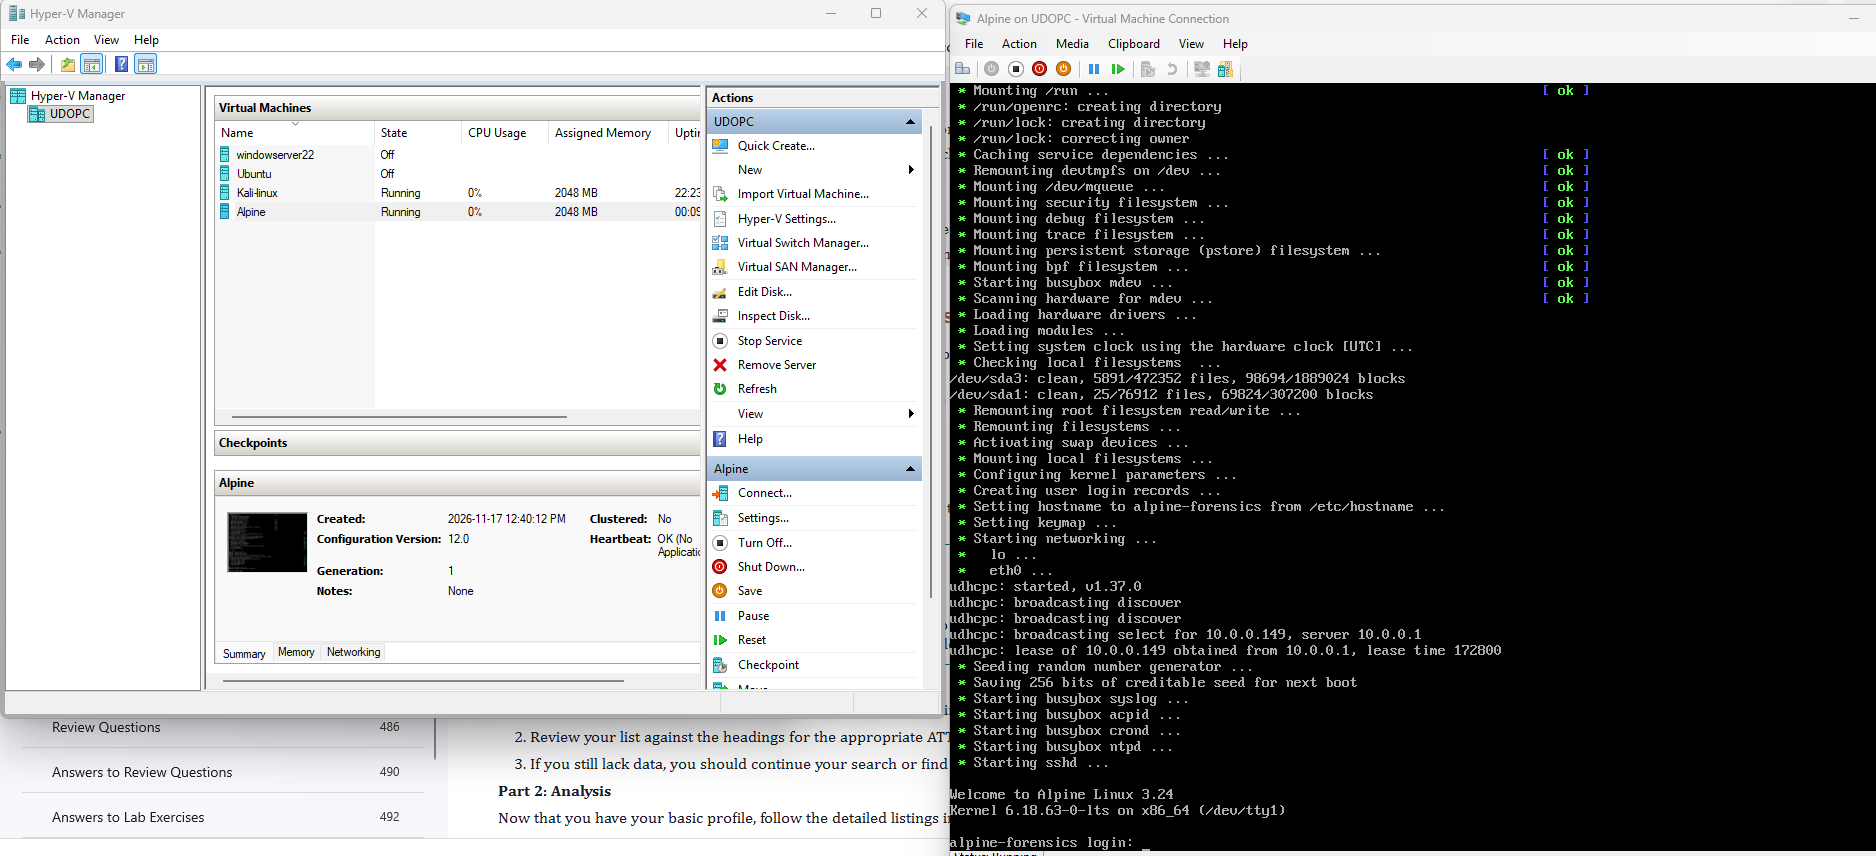 Hyper-V Manager
File Action View Help
Hyper-V Manager
UDOPC
Virtual Machines
Name State CPU Usage Assigned Memory
windowserver22 Off
Ubuntu Off
Kali-linux Running 0% 2048 MB 22:23
Alpine Running 0% 2048 MB
Checkpoints
Alpine
Created: 2026-11-17 12:40:12 PM Clustered: No
Configuration Version: 12.0 Heartbeat: OK (No
Generation: 1
Notes: None
Summary Memory Networking
Actions
UDOPC
Quick Create...
New
Import Virtual Machine...
Hyper-V Settings...
Virtual Switch Manager...
Virtual SAN Manager...
Edit Disk...
Inspect Disk...
Stop Service
Remove Server
Refresh
View
Help
Alpine
Connect...
Settings...
Turn Off...
Shut Down...
Save
Pause
Reset
Checkpoint
Review Questions 486
Answers to Review Questions 490
Answers to Lab Exercises 492
2. Review your list against the headings for the appropriate
3. If you still lack data, you should continue your search or find
Part 2: Analysis
Now that you have your basic profile, follow the detailed listings
Alpine on UDOPC - Virtual Machine Connection
File Action Media Clipboard View Help
* Mounting /run ... [ ok ]
* /run/openrc: creating directory
* /run/lock: creating directory
* /run/lock: correcting owner
* Caching service dependencies ... [ ok ]
* Remounting devtmpfs on /dev ... [ ok ]
* Mounting /dev/mqueue ... [ ok ]
* Mounting security filesystem ... [ ok ]
* Mounting debug filesystem ... [ ok ]
* Mounting trace filesystem ... [ ok ]
* Mounting persistent storage (pstore) filesystem ... [ ok ]
* Mounting bpf filesystem ... [ ok ]
* Starting busybox mdev ... [ ok ]
* Scanning hardware for mdev ... [ ok ]
* Loading hardware drivers ...
* Loading modules ...
* Setting system clock using the hardware clock [UTC] ...
* Checking local filesystems ...
/dev/sda3: clean, 5891/472352 files, 98694/1889024 blocks
/dev/sda1: clean, 25/76912 files, 69824/307200 blocks
* Remounting root filesystem read/write ...
* Remounting filesystems ...
* Activating swap devices ...
* Mounting local filesystems ...
* Configuring kernel parameters ...
* Creating user login records ...
* Setting hostname to alpine-forensics from /etc/hostname ...
* Setting keymap ...
* Starting networking ...
* lo ...
* eth0 ...
udhcpc: started, v1.37.0
udhcpc: broadcasting discover
udhcpc: broadcasting discover
udhcpc: broadcasting select for 10.0.0.149, server 10.0.0.1
udhcpc: lease of 10.0.0.149 obtained from 10.0.0.1, lease time 172800
* Seeding random number generator ...
* Saving 256 bits of creditable seed for next boot
* Starting busybox syslog ...
* Starting busybox acpid ...
* Starting busybox crond ...
* Starting busybox ntpd ...
* Starting sshd ...
Welcome to Alpine Linux 3.24
Kernel 6.18.63-0-lts on x86_64 (/dev/tty1)
alpine-forensics login: _